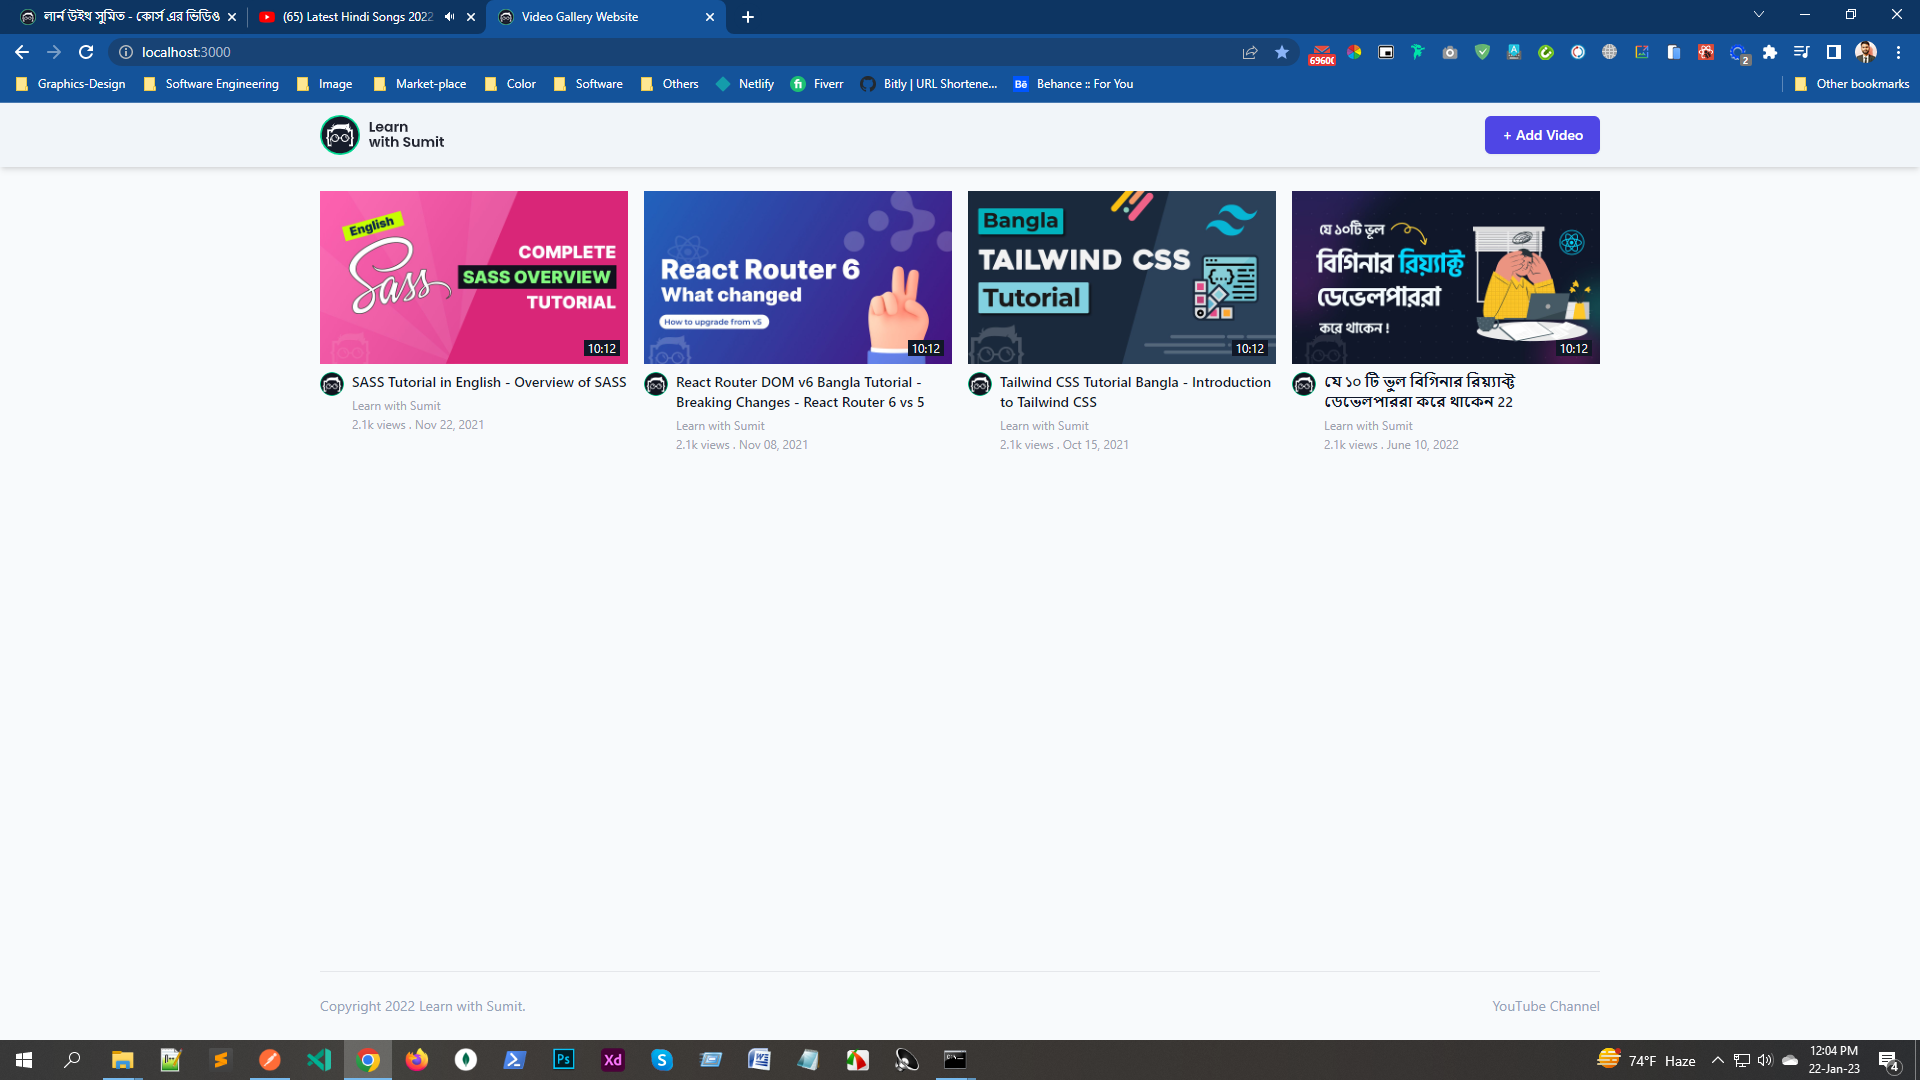 লার্ন উইথ সুমিত - কোর্স এর ভিডিও
(65) Latest Hindi Songs 2022
Video Gallery Website
localhost:3000
6960
2
Graphics-Design
Software Engineering
Image
Market-place
Color
Software
Others
Netlify
Fiverr
Bitly | URL Shortene...
Bē
Behance :: For You
Other bookmarks
Learn
with Sumit
+ Add Video
English
Sass
COMPLETE
SASS OVERVIEW
TUTORIAL
10:12
React Router 6
What changed
How to upgrade from v5
10:12
Bangla
TAILWIND CSS
Tutorial
10:12
যে ১০টি ভূল
বিগিনার রিয়্যাক্ট
ডেভেলপাররা
করে থাকেন !
10:12
SASS Tutorial in English - Overview of SASS
Learn with Sumit
2.1k views . Nov 22, 2021
React Router DOM v6 Bangla Tutorial -
Breaking Changes - React Router 6 vs 5
Learn with Sumit
2.1k views . Nov 08, 2021
Tailwind CSS Tutorial Bangla - Introduction
to Tailwind CSS
Learn with Sumit
2.1k views . Oct 15, 2021
যে ১০ টি ভুল বিগিনার রিয়্যাক্ট
ডেভেলপাররা করে থাকেন 22
Learn with Sumit
2.1k views . June 10, 2022
Copyright 2022 Learn with Sumit.
YouTube Channel
Ps
Xd
74°F Haze
12:04 PM
22-Jan-23
4